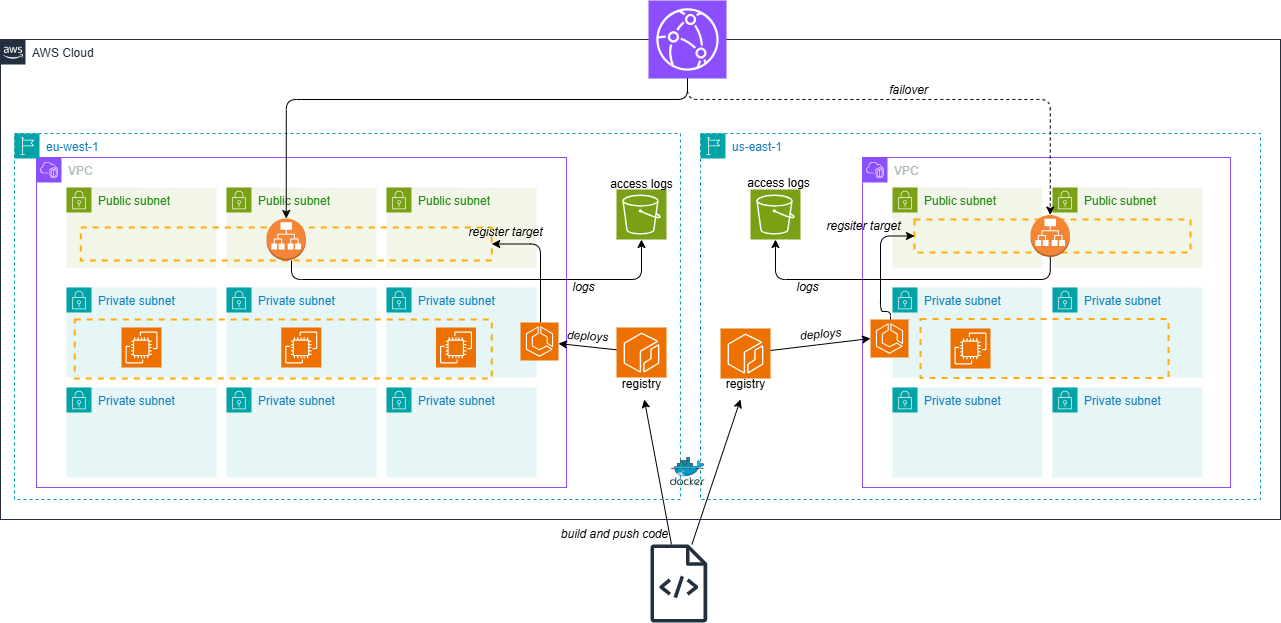 aws
AWS Cloud
failover
eu-west-1
us-east-1
VPC
VPC
Public subnet
Public subnet
Public subnet
access logs
access logs
Public subnet
Public subnet
register target
regsiter target
logs
logs
Private subnet
Private subnet
Private subnet
Private subnet
Private subnet
deploys
deploys
registry
registry
Private subnet
Private subnet
Private subnet
Private subnet
Private subnet
docker
build and push code
</>